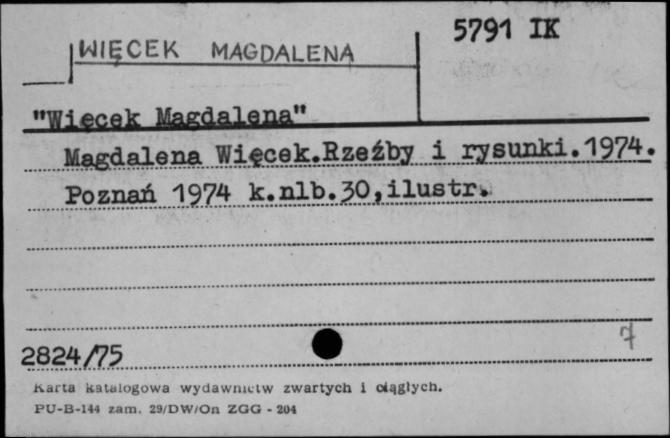 5791 IK
WIĘCEK MAGDALENA
"Więcek Magdalena"
Magdalena Więcek.Rzeźby i rysunki.1974.
Poznań 1974 k.nlb.30,ilustr.
7
2824/75
Karta katalogowa wydawnictw zwartych i ciągłych.
PU-B-144 zam. 29/DW/On ZGG - 204